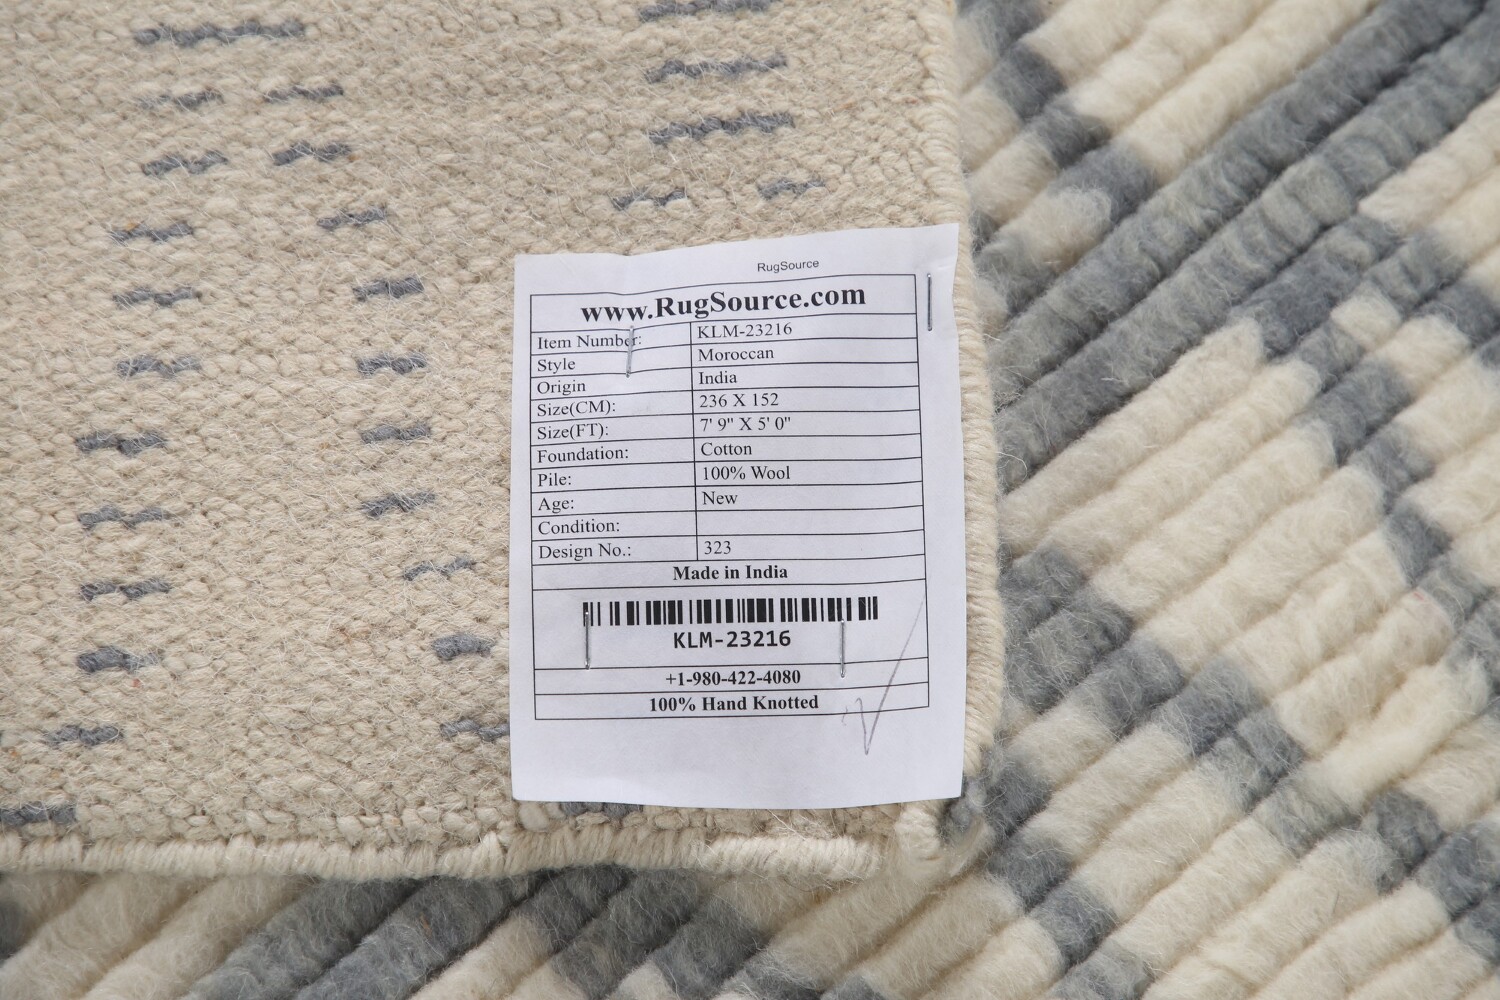 RugSource
www.RugSource.com
Item Number: KLM-23216
Style Moroccan
Origin India
Size(CM): 236 X 152
Size(FT): 7' 9" X 5' 0"
Foundation: Cotton
Pile: 100% Wool
Age: New
Condition:
Design No.: 323
Made in India
KLM-23216
+1-980-422-4080
100% Hand Knotted